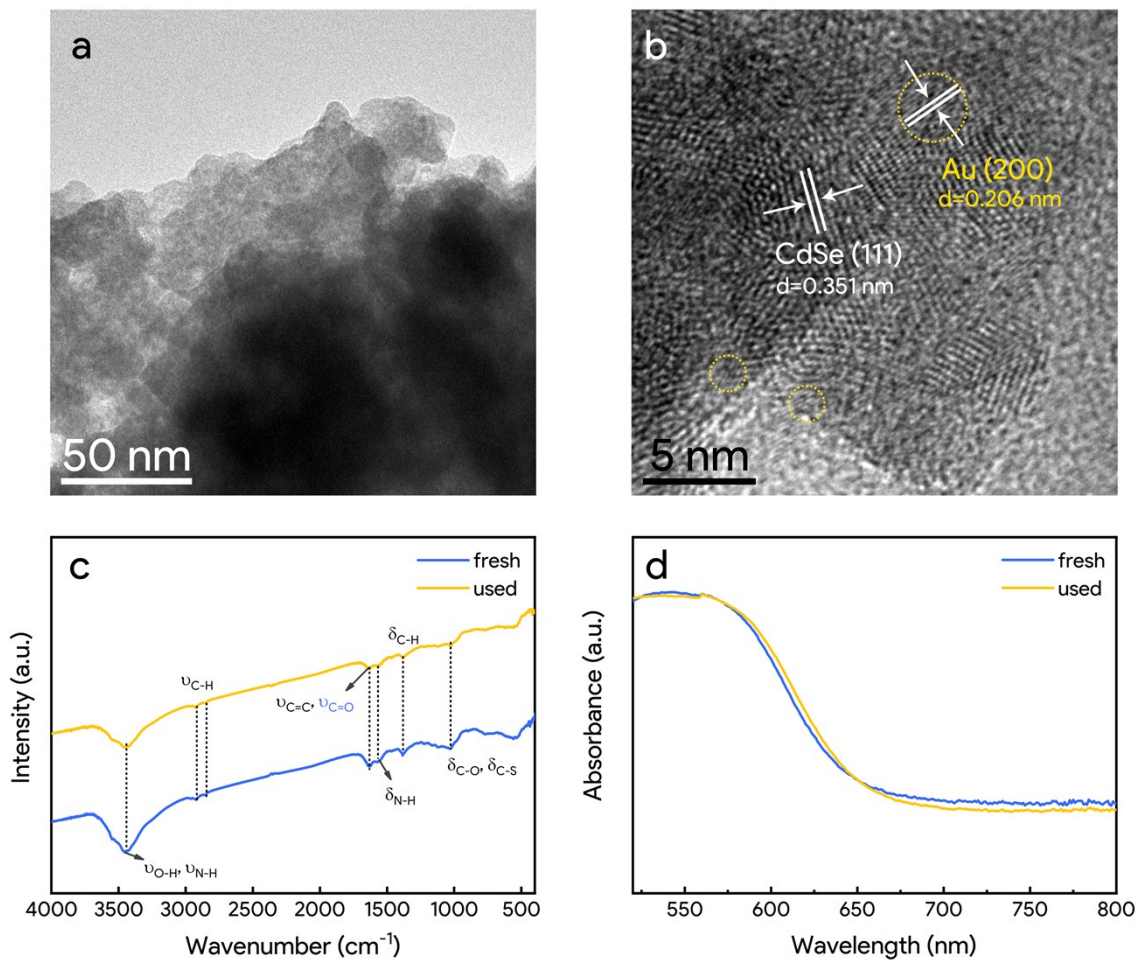 a
50 nm
b
Au (200)
d=0.206 nm
CdSe (111)
d=0.351 nm
5 nm
c
fresh
used
δC-H
υC-H
υC=C, υC=O
δN-H
δC-O, δC-S
υO-H, υN-H
Intensity (a.u.)
4000 3500 3000 2500 2000 1500 1000 500
Wavenumber (cm⁻¹)
d
fresh
used
Absorbance (a.u.)
550 600 650 700 750 800
Wavelength (nm)